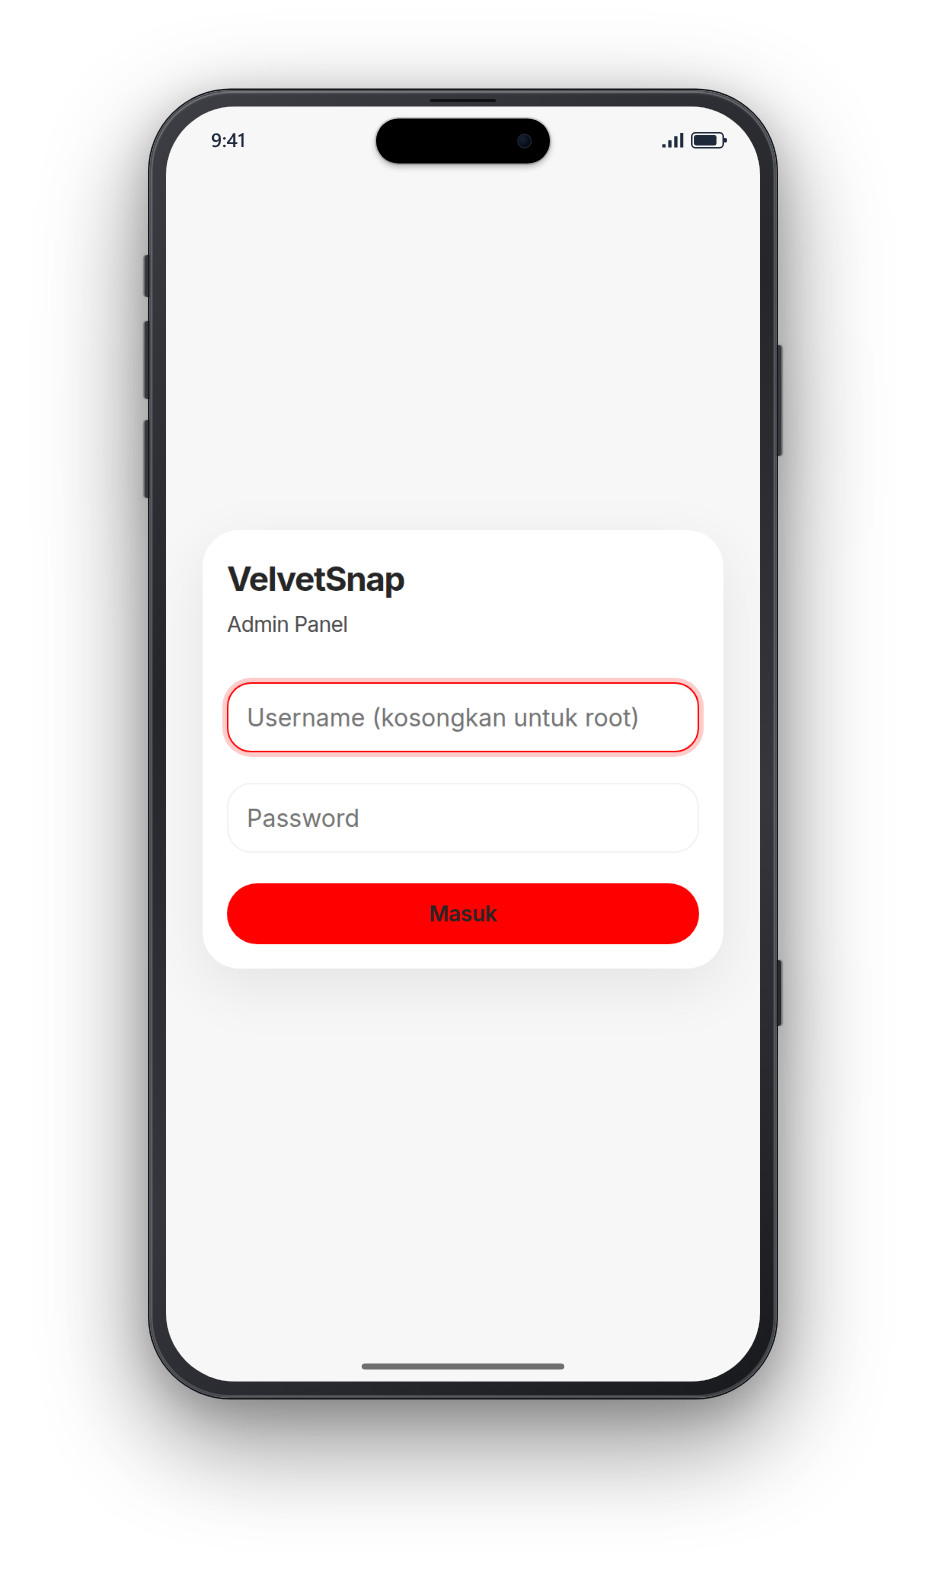 9:41
VelvetSnap
Admin Panel
Username (kosongkan untuk root)
Password
Masuk